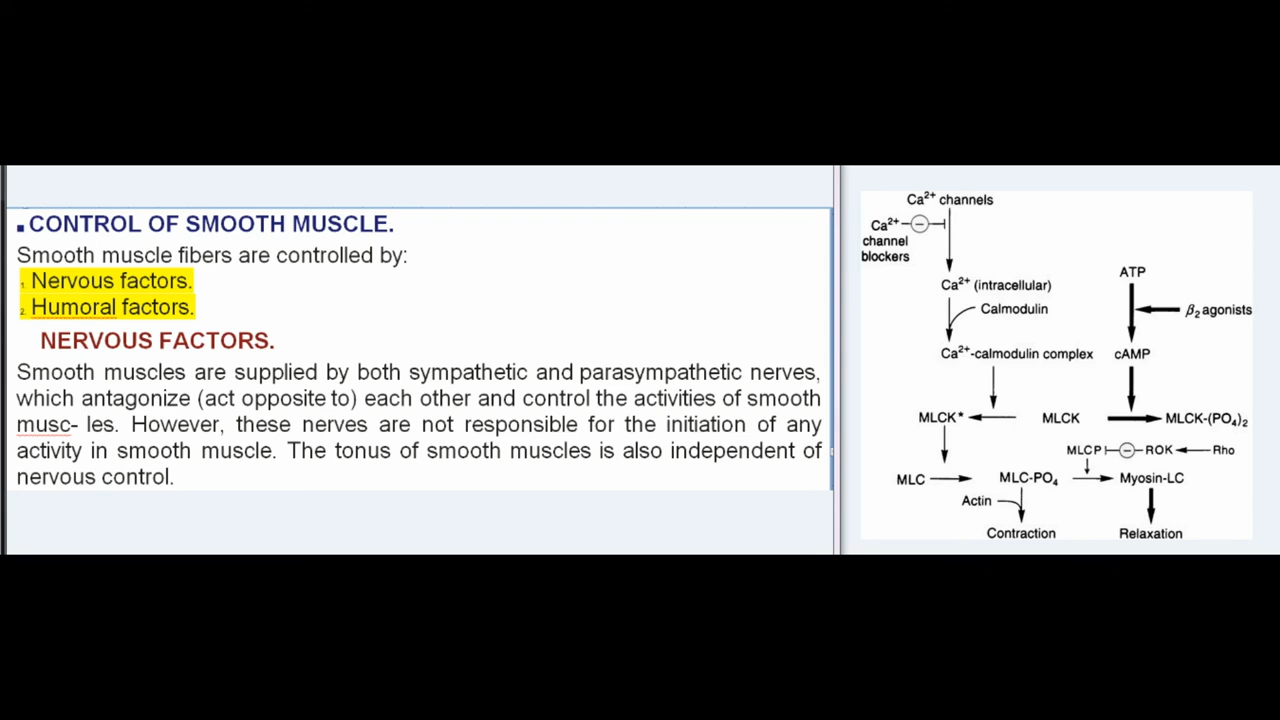 CONTROL OF SMOOTH MUSCLE.
Smooth muscle fibers are controlled by:
1. Nervous factors.
2. Humoral factors.
NERVOUS FACTORS.
Smooth muscles are supplied by both sympathetic and parasympathetic nerves,
which antagonize (act opposite to) each other and control the activities of smooth
musc- les. However, these nerves are not responsible for the initiation of any
activity in smooth muscle. The tonus of smooth muscles is also independent of
nervous control.
Ca2+ channels
Ca2+
channel
blockers
Ca2+ (intracellular)
Calmodulin
Ca2+-calmodulin complex
ATP
β2 agonists
cAMP
MLCK* MLCK MLCK-(PO4)2
MLCP ROK Rho
MLC MLC-PO4 Myosin-LC
Actin
Contraction Relaxation